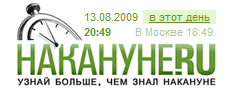 13.08.2009 в этот день
20:49 В Москве 18:49.
НАКАНУНЕ.RU
УЗНАЙ БОЛЬШЕ, ЧЕМ ЗНАЛ НАКАНУНЕ